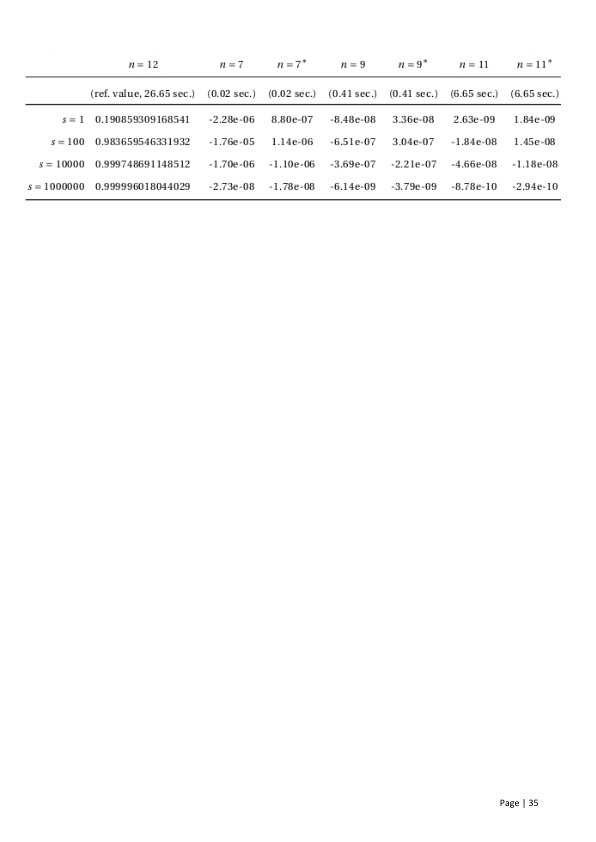 n = 12 n = 7 n = 7* n = 9 n = 9* n = 11 n = 11*
(ref. value, 26.65 sec.) (0.02 sec.) (0.02 sec.) (0.41 sec.) (0.41 sec.) (6.65 sec.) (6.65 sec.)
s = 1 0.190859309168541 -2.28e-06 8.80e-07 -8.48e-08 3.36e-08 2.63e-09 1.84e-09
s = 100 0.983659546331932 -1.76e-05 1.14e-06 -6.51e-07 3.04e-07 -1.84e-08 1.45e-08
s = 10000 0.999748691148512 -1.70e-06 -1.10e-06 -3.69e-07 -2.21e-07 -4.66e-08 -1.18e-08
s = 1000000 0.999996018044029 -2.73e-08 -1.78e-08 -6.14e-09 -3.79e-09 -8.78e-10 -2.94e-10
Page | 35